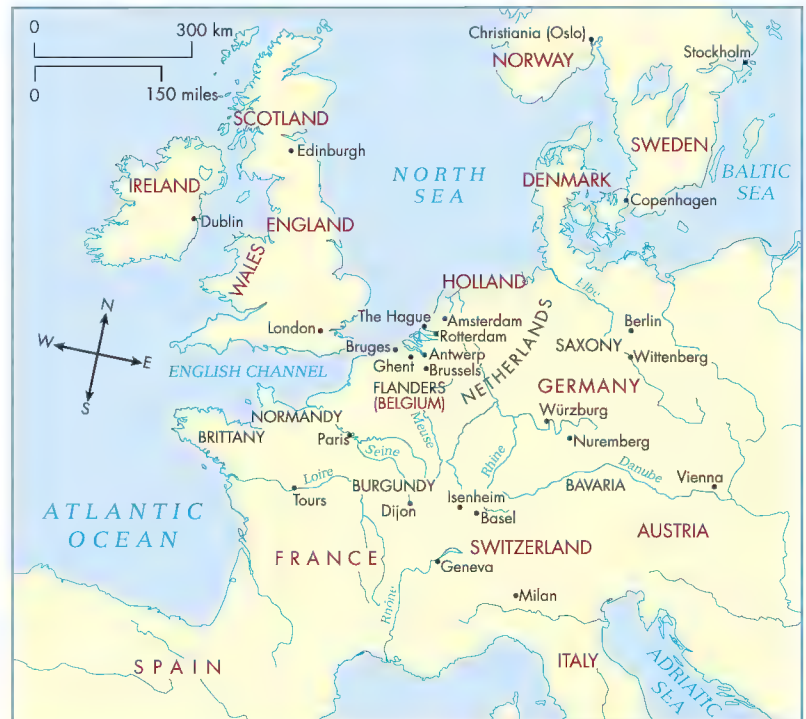 0
300 km
0
150 miles
Christiania (Oslo)
NORWAY
Stockholm
SCOTLAND
Edinburgh
NORTH
SEA
SWEDEN
DENMARK
BALTIC
SEA
IRELAND
Copenhagen
Dublin
ENGLAND
WALES
HOLLAND
Elbe
N
W
E
S
London
The Hague
Amsterdam
Rotterdam
NETHERLANDS
Berlin
SAXONY
Bruges
Antwerp
Wittenberg
ENGLISH CHANNEL
Ghent
Brussels
FLANDERS
(BELGIUM)
GERMANY
NORMANDY
Würzburg
BRITTANY
Paris
Meuse
Nuremberg
Seine
Rhine
Danube
Loire
BURGUNDY
BAVARIA
Vienna
Tours
Isenheim
Dijon
Basel
ATLANTIC
OCEAN
AUSTRIA
FRANCE
SWITZERLAND
Geneva
Rhône
Milan
SPAIN
ITALY
ADRIATIC
SEA